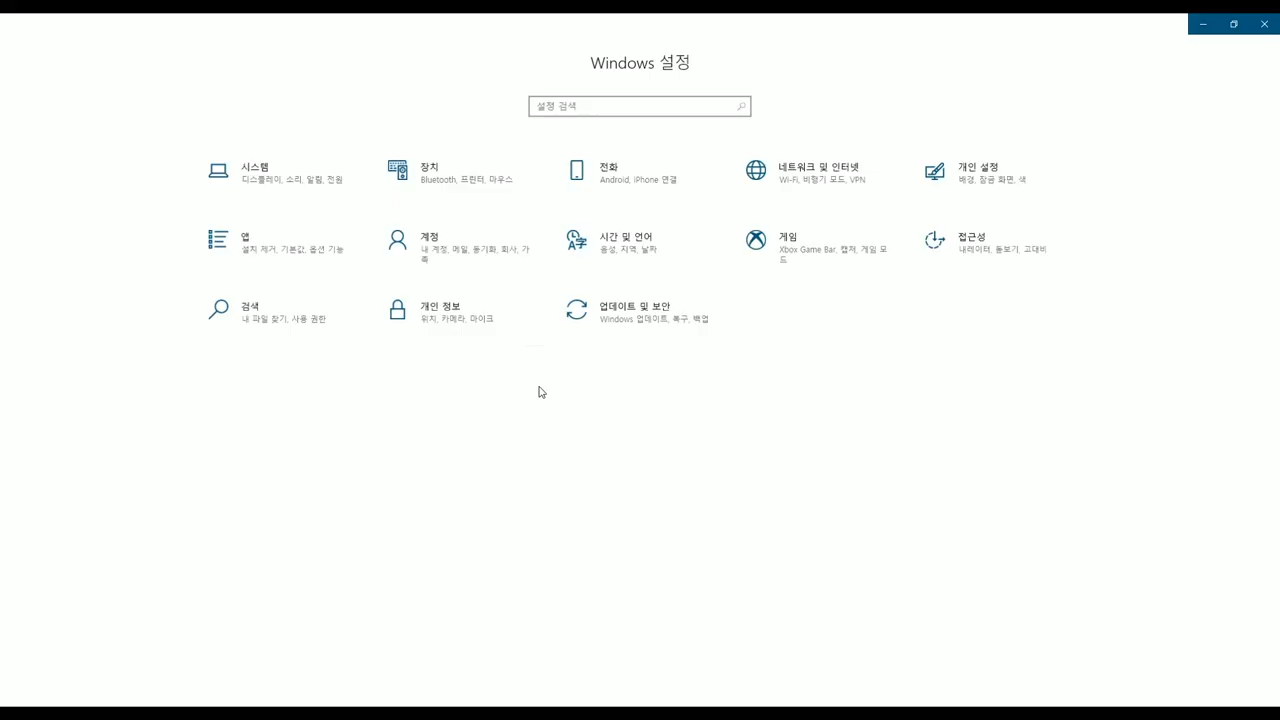 Windows 설정
설정 검색
시스템
디스플레이, 소리, 알림, 전원
장치
Bluetooth, 프린터, 마우스
전화
Android, iPhone 연결
네트워크 및 인터넷
Wi-Fi, 비행기 모드, VPN
개인 설정
배경, 잠금 화면, 색
앱
설치 제거, 기본값, 옵션 기능
계정
내 계정, 메일, 동기화, 회사, 가
족
시간 및 언어
음성, 지역, 날짜
게임
Xbox Game Bar, 캡처, 게임 모
드
접근성
내레이터, 돋보기, 고대비
검색
내 파일 찾기, 사용 권한
개인 정보
위치, 카메라, 마이크
업데이트 및 보안
Windows 업데이트, 복구, 백업